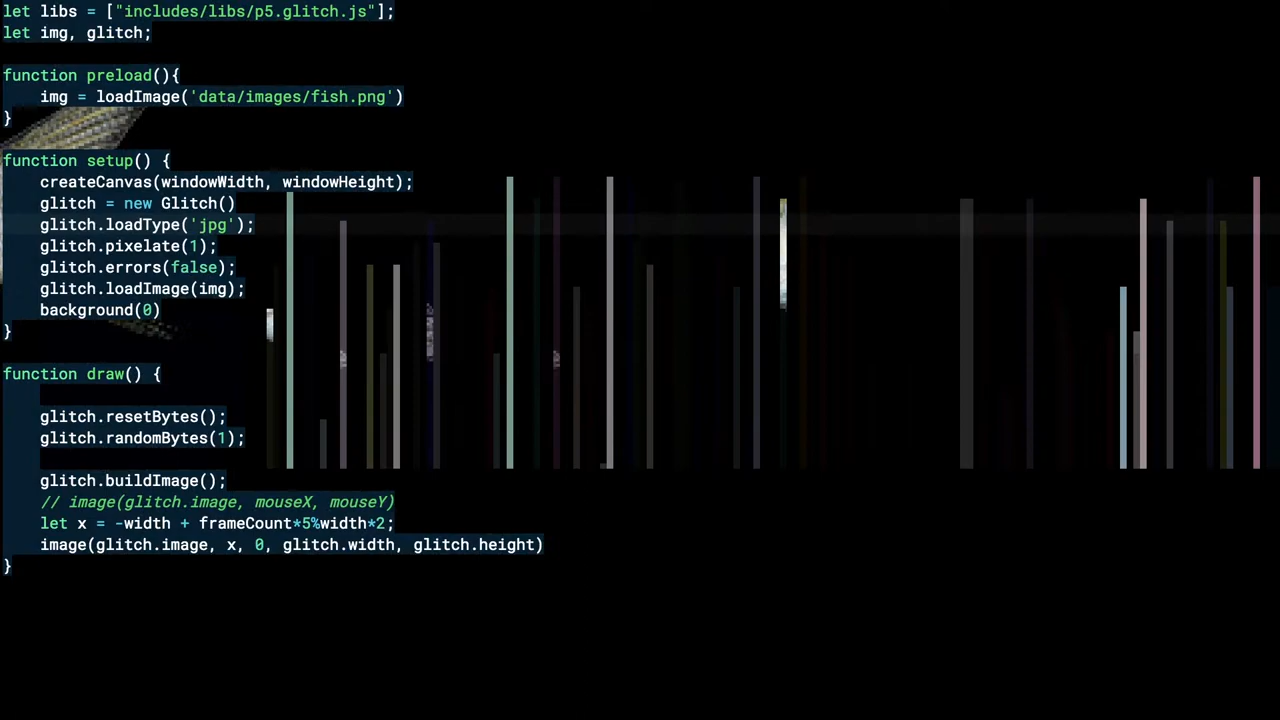 let libs = ["includes/libs/p5.glitch.js"];
let img, glitch;
function preload(){
img = loadImage('data/images/fish.png')
}
function setup() {
createCanvas(windowWidth, windowHeight);
glitch = new Glitch()
glitch.loadType('jpg');
glitch.pixelate(1);
glitch.errors(false);
glitch.loadImage(img);
background(0)
}
function draw() {
glitch.resetBytes();
glitch.randomBytes(1);
glitch.buildImage();
// image(glitch.image, mouseX, mouseY)
let x = -width + frameCount*5%width*2;
image(glitch.image, x, 0, glitch.width, glitch.height)
}